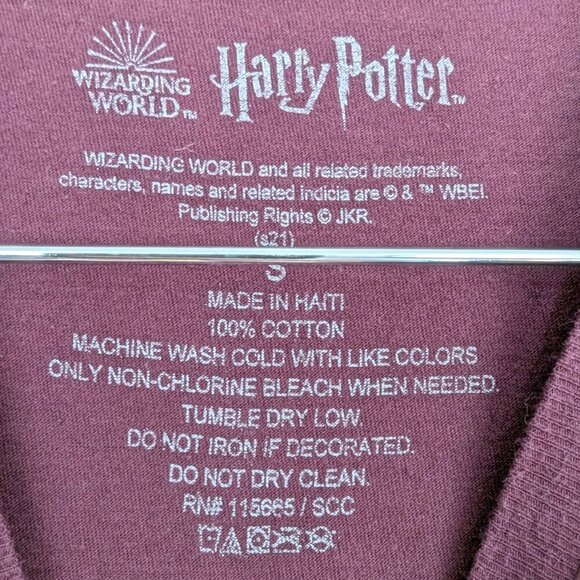 WIZARDING
WORLD™
Harry Potter™
WIZARDING WORLD and all related trademarks,
characters, names and related indicia are © & ™ WBEI.
Publishing Rights © JKR.
(s21)
S
MADE IN HAITI
100% COTTON
MACHINE WASH COLD WITH LIKE COLORS
ONLY NON-CHLORINE BLEACH WHEN NEEDED.
TUMBLE DRY LOW.
DO NOT IRON IF DECORATED.
DO NOT DRY CLEAN.
RN# 115665 / SCC